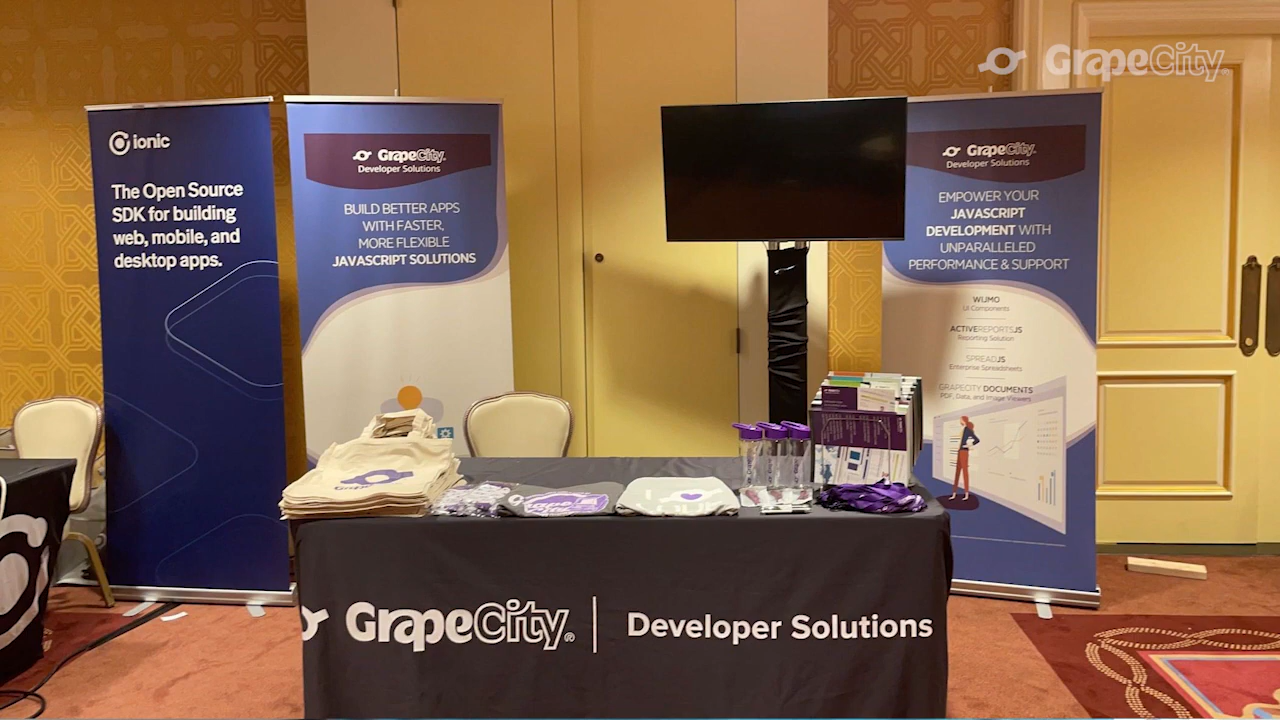 GrapeCity
ionic
The Open Source
SDK for building
web, mobile, and
desktop apps.
GrapeCity
Developer Solutions
BUILD BETTER APPS
WITH FASTER,
MORE FLEXIBLE
JAVASCRIPT SOLUTIONS
GrapeCity
Developer Solutions
EMPOWER YOUR
JAVASCRIPT
DEVELOPMENT WITH
UNPARALLELED
PERFORMANCE & SUPPORT
WIJMO
UI Components
ACTIVEREPORTSJS
Reporting Solution
SPREADJS
Enterprise Spreadsheets
GRAPECITY DOCUMENTS
PDF, Data, and Image Viewers
GrapeCity® | Developer Solutions